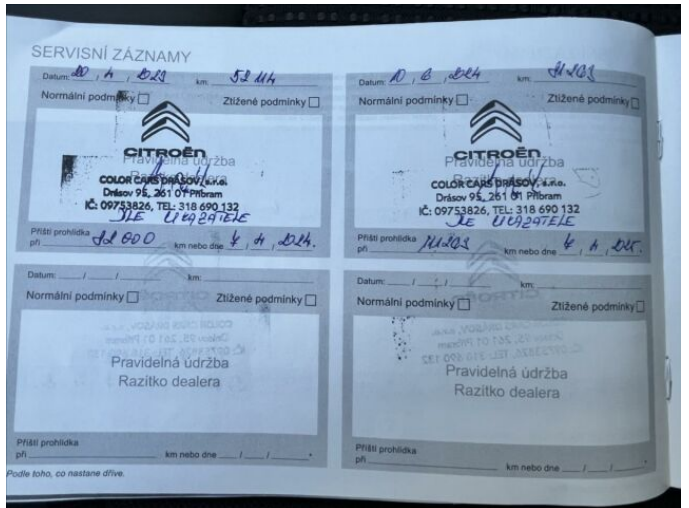 SERVISNÍ ZÁZNAMY
Datum: 20 , 4 , 2023 km: 52 114
Normální podmínky Ztížené podmínky
CITROËN
Pravidelná údržba
Razítko dealera
COLOR CARS DRÁSOV, s.r.o.
Drásov 95, 261 01 Příbram
IČ: 09753826, TEL: 318 690 132
DLE UKAZATELE
Příští prohlídka
při 82 000 km nebo dne 4 , 4 , 2024.
Datum: / / km:
Normální podmínky Ztížené podmínky
Pravidelná údržba
Razítko dealera
Příští prohlídka
při km nebo dne / / .
Podle toho, co nastane dříve.
Datum: 10 , , 2024 km:
Normální podmínky Ztížené podmínky
CITROËN
Pravidelná údržba
Razítko dealera
COLOR CARS DRÁSOV, s.r.o.
Drásov 95, 261 01 Příbram
IČ: 09753826, TEL: 318 690 132
DLE UKAZATELE
Příští prohlídka
při km nebo dne 4 , 4 , 2025.
Datum: / / km:
Normální podmínky Ztížené podmínky
Pravidelná údržba
Razítko dealera
Příští prohlídka
při km nebo dne / / .